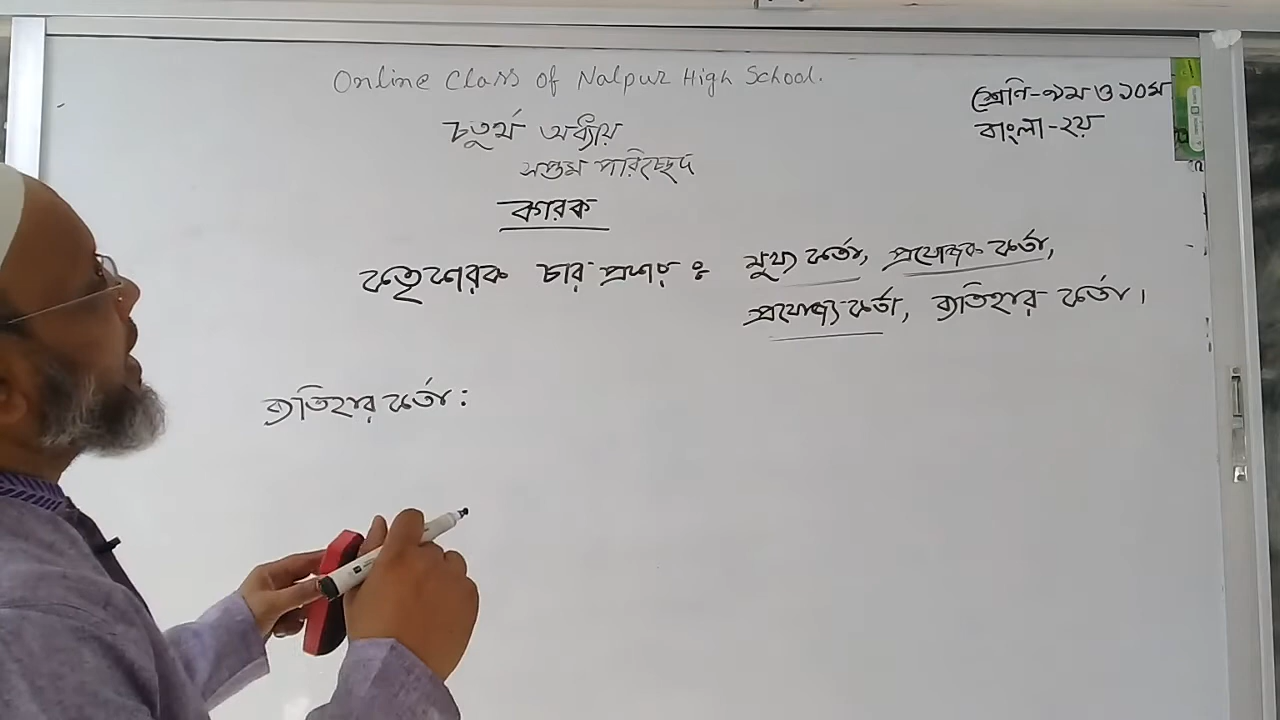 Online Class of Nalpur High School.
শ্রেণি-৯ম ও ১০ম
বাংলা-২য়
চতুর্থ অধ্যায়
সপ্তম পরিচ্ছেদ
কারক
কর্তৃকারক চার প্রকার : মুখ্য কর্তা, প্রযোজক কর্তা,
প্রযোজ্য কর্তা, ব্যতিহার কর্তা।
ব্যতিহার কর্তা :